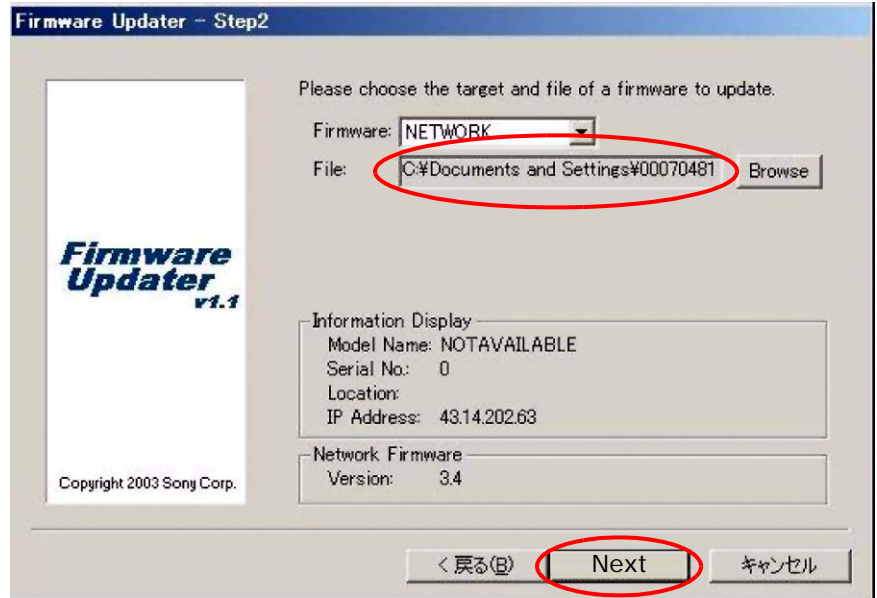 Firmware Updater - Step2
Please choose the target and file of a firmware to update.
Firmware: NETWORK
File: C:¥Documents and Settings¥00070481 Browse
Firmware
Updater
v1.1
Information Display
Model Name: NOTAVAILABLE
Serial No.: 0
Location:
IP Address: 43.14.202.63
Network Firmware
Version: 3.4
Copyright 2003 Sony Corp.
< 戻る(B) Next キャンセル